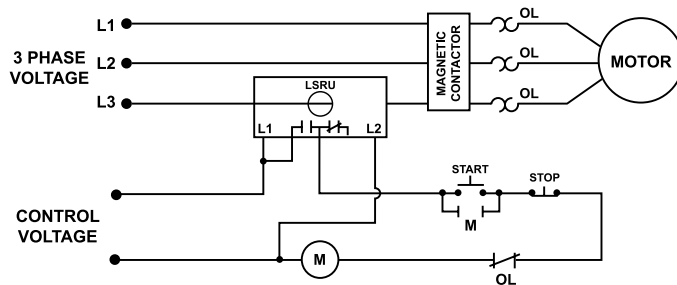 L1
OL
3 PHASE
VOLTAGE
L2
MAGNETIC
CONTACTOR
OL
MOTOR
L3
LSRU
OL
L1
L2
START
STOP
M
CONTROL
VOLTAGE
M
OL